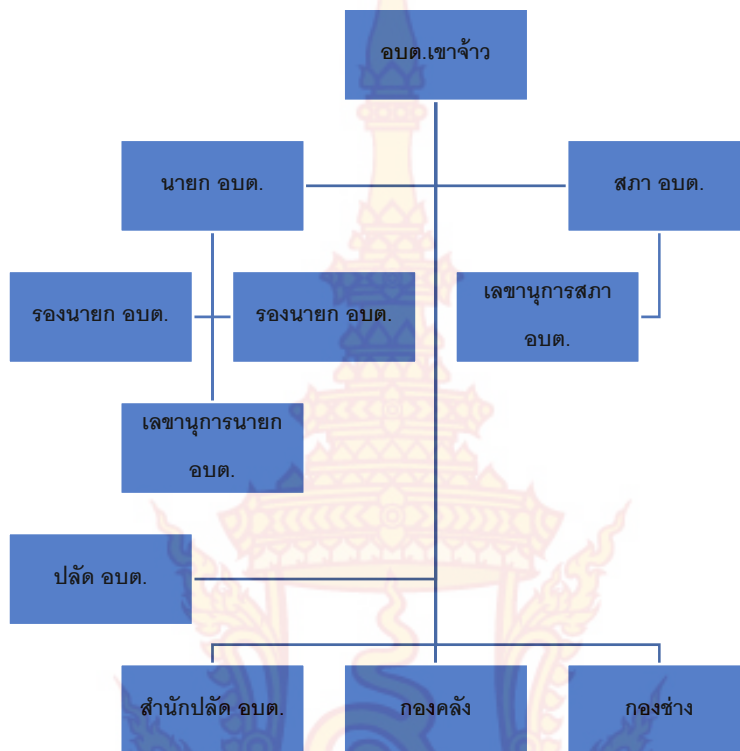 อบต.เขาจ้าว
นายก อบต.
สภา อบต.
รองนายก อบต.
รองนายก อบต.
เลขานุการสภา
อบต.
เลขานุการนายก
อบต.
ปลัด อบต.
สำนักปลัด อบต.
กองคลัง
กองช่าง